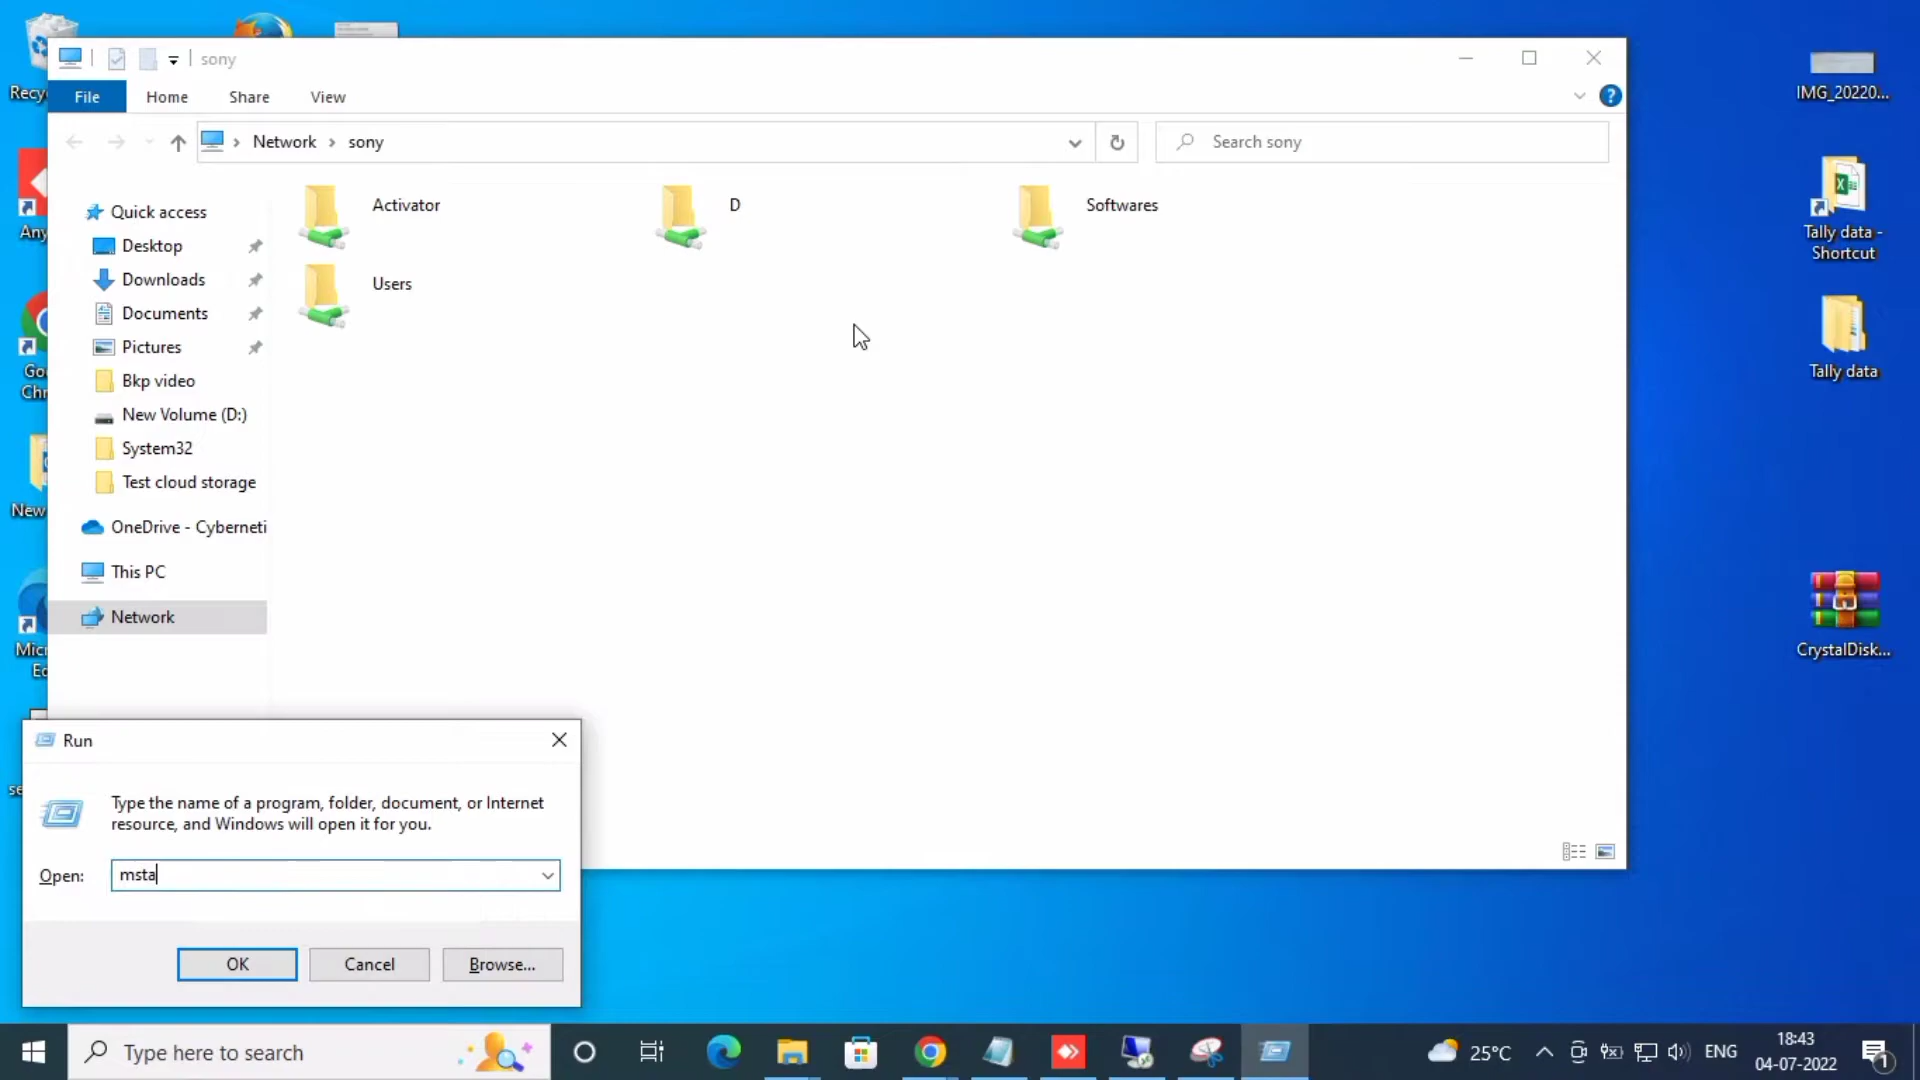 sony
File Home Share View
Network sony
Search sony
Quick access
Desktop
Downloads
Documents
Pictures
Bkp video
New Volume (D:)
System32
Test cloud storage
OneDrive - Cyberneti
This PC
Network
Activator
D
Softwares
Users
Recy
Any
Goo
Chr
New
Micr
Ed
se
IMG_20220...
Tally data -
Shortcut
Tally data
CrystalDisk...
Run
Type the name of a program, folder, document, or Internet
resource, and Windows will open it for you.
Open: msta
OK Cancel Browse...
Type here to search
25°C
ENG
18:43
04-07-2022
1